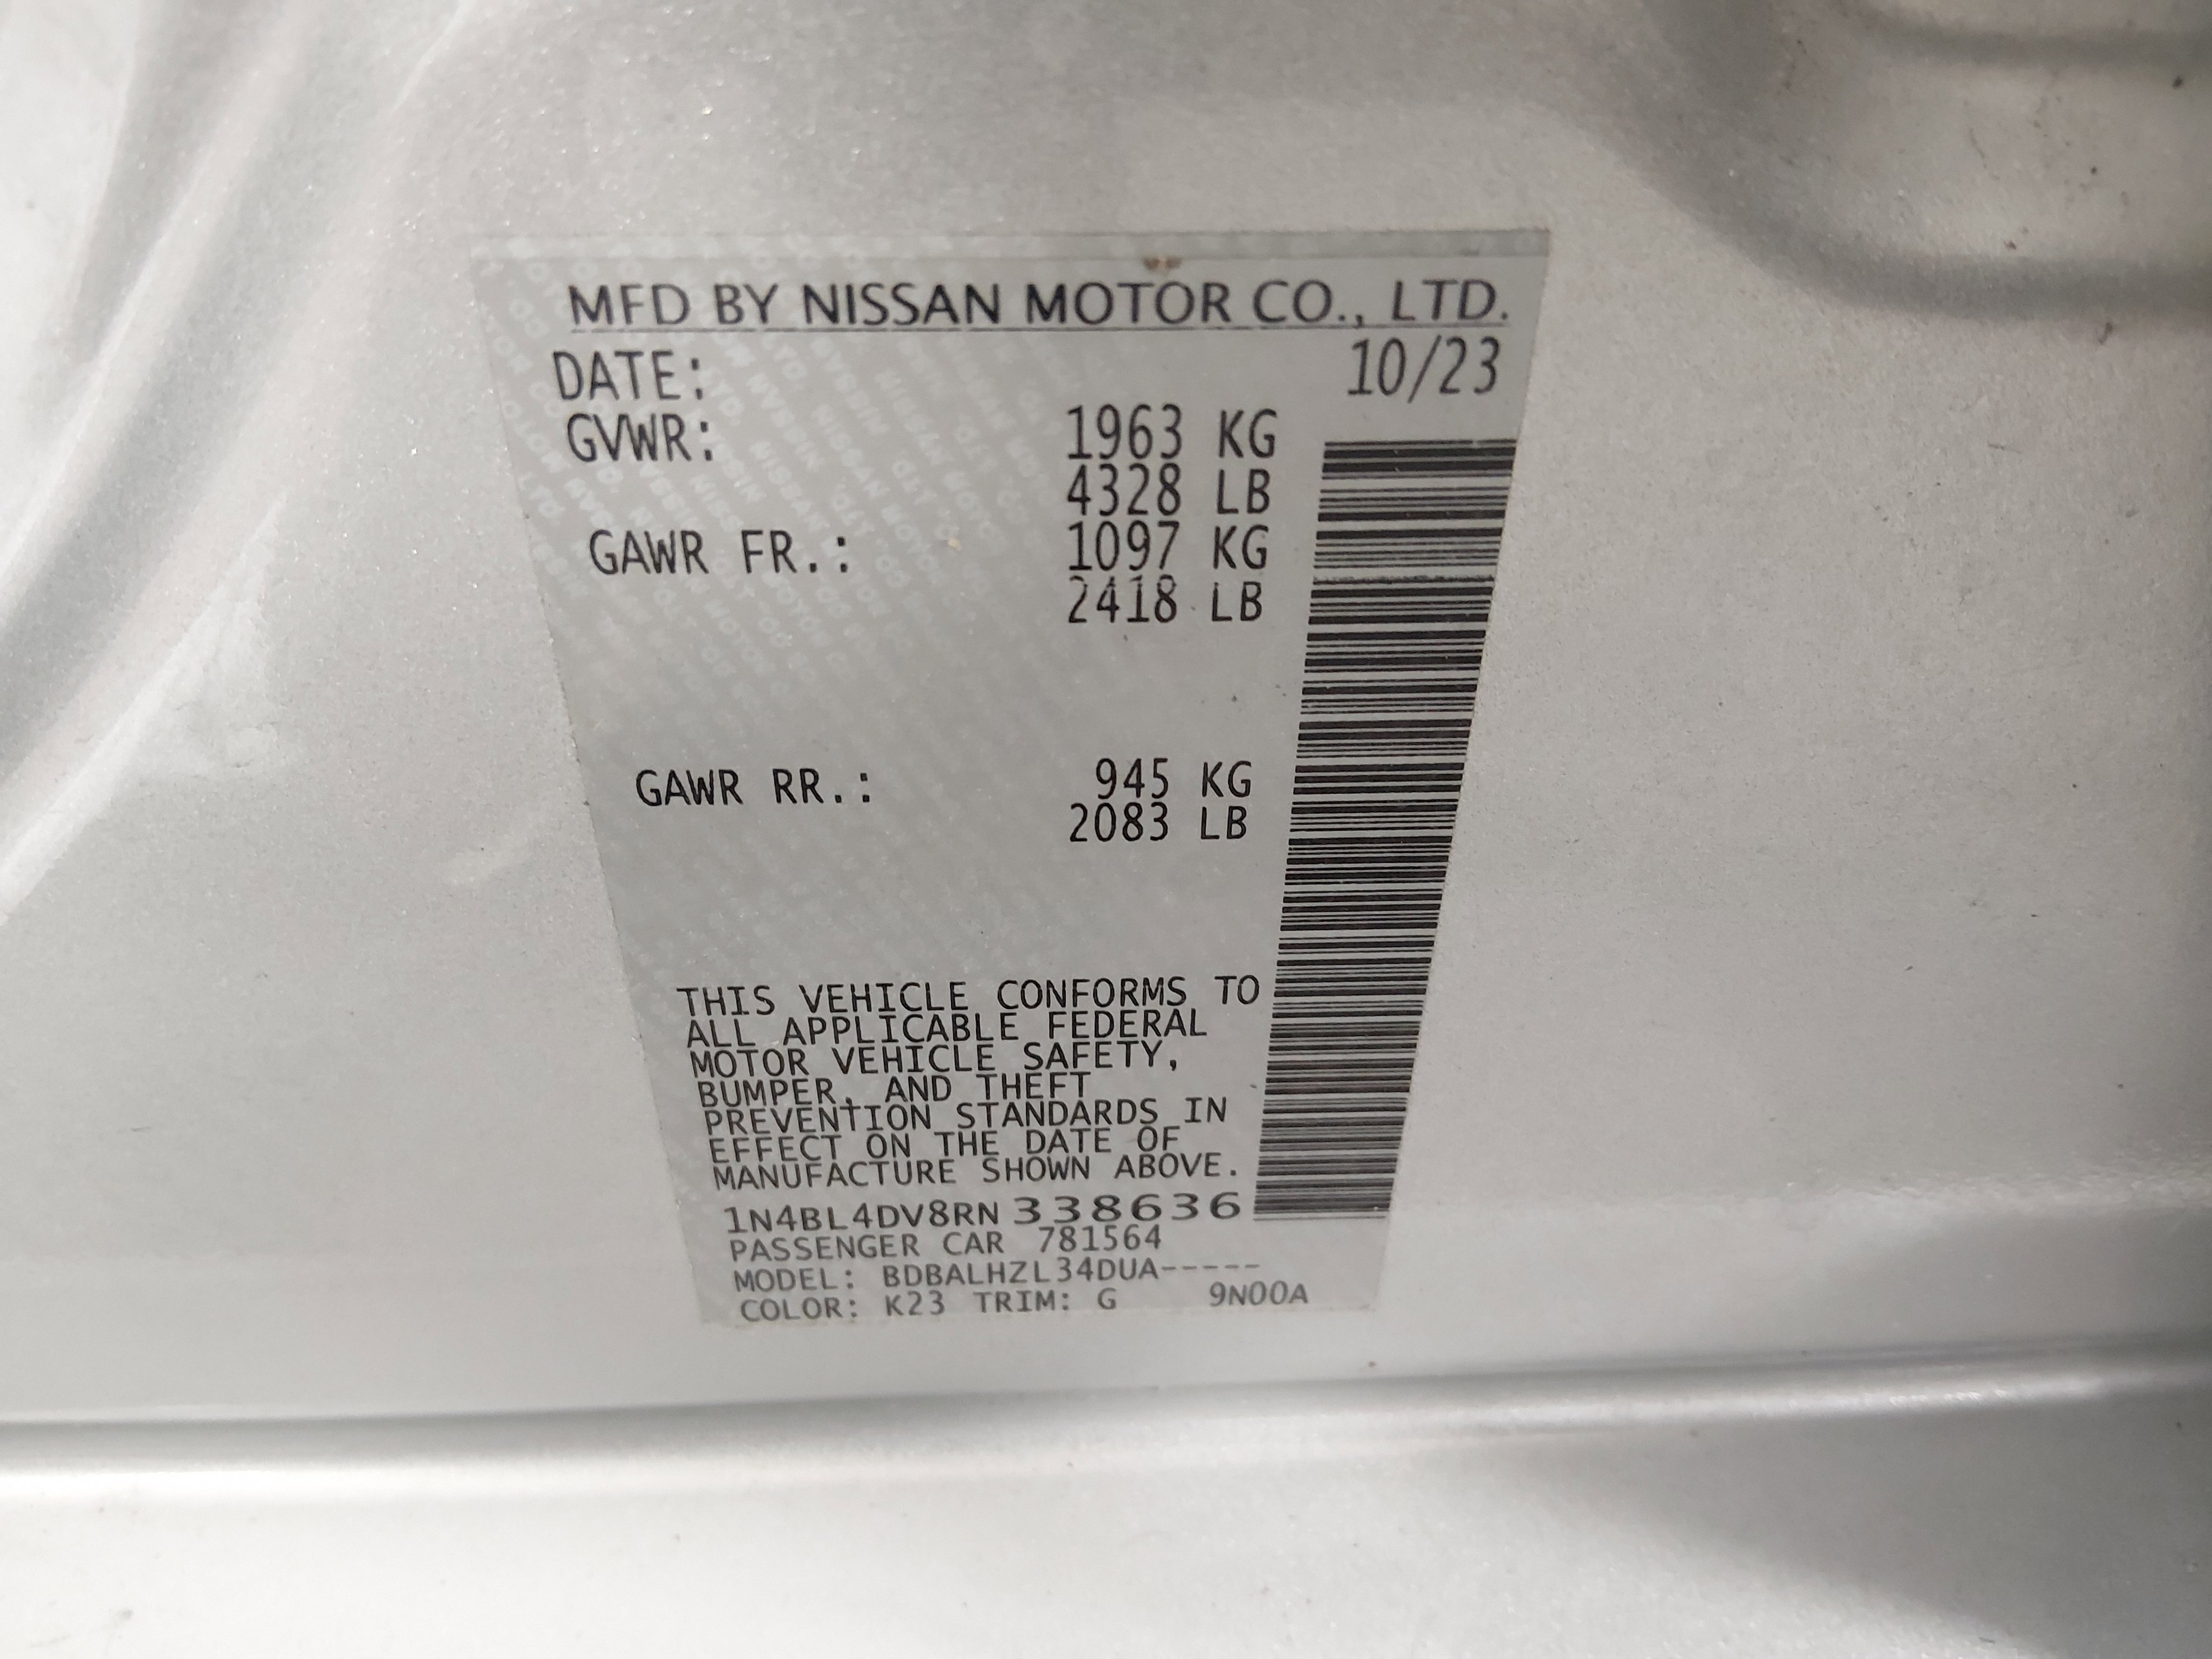 MFD BY NISSAN MOTOR CO., LTD.
DATE: 10/23
GVWR: 1963 KG
4328 LB
GAWR FR.: 1097 KG
2418 LB
GAWR RR.: 945 KG
2083 LB
THIS VEHICLE CONFORMS TO
ALL APPLICABLE FEDERAL
MOTOR VEHICLE SAFETY,
BUMPER, AND THEFT
PREVENTION STANDARDS IN
EFFECT ON THE DATE OF
MANUFACTURE SHOWN ABOVE.
1N4BL4DV8RN338636
PASSENGER CAR 781564
MODEL: BDBALHZL34DUA-----
COLOR: K23 TRIM: G 9N00A